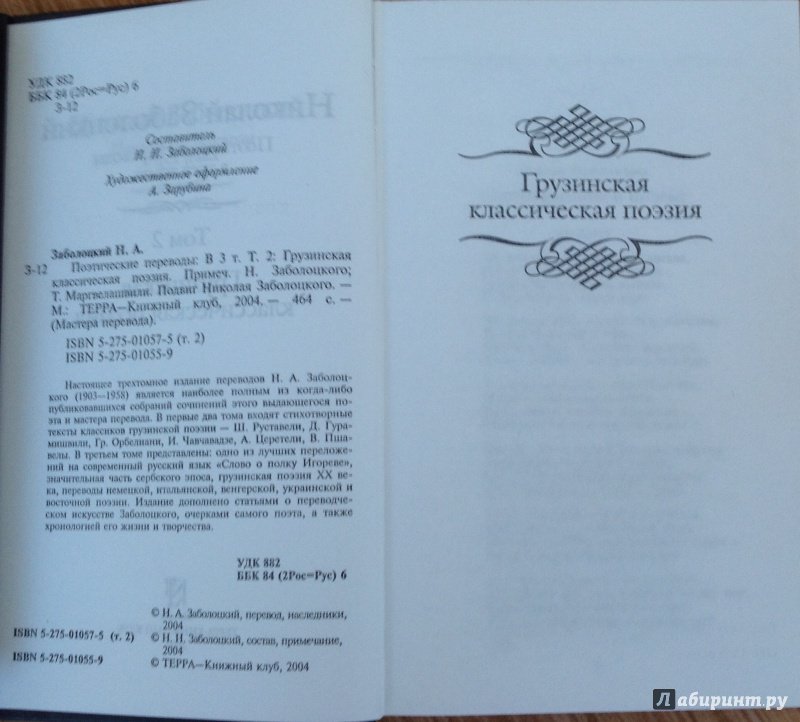 УДК 882
ББК 84 (2Рос=Рус) 6
З-12
Составитель
Н. Н. Заболоцкий
Художественное оформление
А. Зарубина
Заболоцкий Н. А.
З-12 Поэтические переводы: В 3 т. Т. 2: Грузинская
классическая поэзия. Примеч. Н. Заболоцкого;
Т. Маргвелашвили. Подвиг Николая Заболоцкого. —
М.: ТЕРРА—Книжный клуб, 2004. — 464 с. —
(Мастера перевода).
ISBN 5-275-01057-5 (т. 2)
ISBN 5-275-01055-9
Настоящее трехтомное издание переводов Н. А. Заболоц-
кого (1903—1958) является наиболее полным из когда-либо
публиковавшихся собраний сочинений этого выдающегося по-
эта и мастера перевода. В первые два тома входят стихотворные
тексты классиков грузинской поэзии — Ш. Руставели, Д. Гура-
мишвили, Гр. Орбелиани, И. Чавчавадзе, А. Церетели, В. Пша-
велы. В третьем томе представлены: одно из лучших переложе-
ний на современный русский язык «Слово о полку Игореве»,
значительная часть сербского эпоса, грузинская поэзия XX ве-
ка, переводы немецкой, итальянской, венгерской, украинской и
восточной поэзии. Издание дополнено статьями о переводче-
ском искусстве Заболоцкого, очерками самого поэта, а также
хронологией его жизни и творчества.
УДК 882
ББК 84 (2Рос=Рус) 6
© Н. А. Заболоцкий, перевод, наследники,
2004
ISBN 5-275-01057-5 (т. 2)
© Н. Н. Заболоцкий, состав, примечание,
2004
ISBN 5-275-01055-9
© ТЕРРА—Книжный клуб, 2004
Грузинская
классическая поэзия
Лабиринт.ру